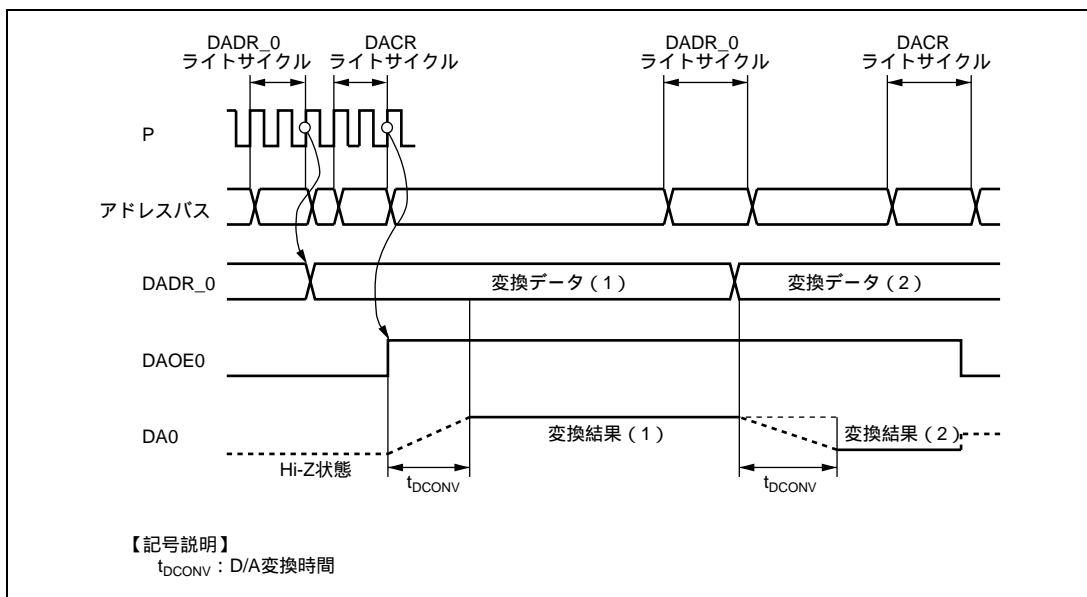 DADR_0
ライトサイクル
DACR
ライトサイクル
DADR_0
ライトサイクル
DACR
ライトサイクル
P
アドレスバス
DADR_0
変換データ(1)
変換データ(2)
DAOE0
DA0
変換結果(1)
変換結果(2)
Hi-Z状態
tDCONV
tDCONV
【記号説明】
tDCONV:D/A変換時間